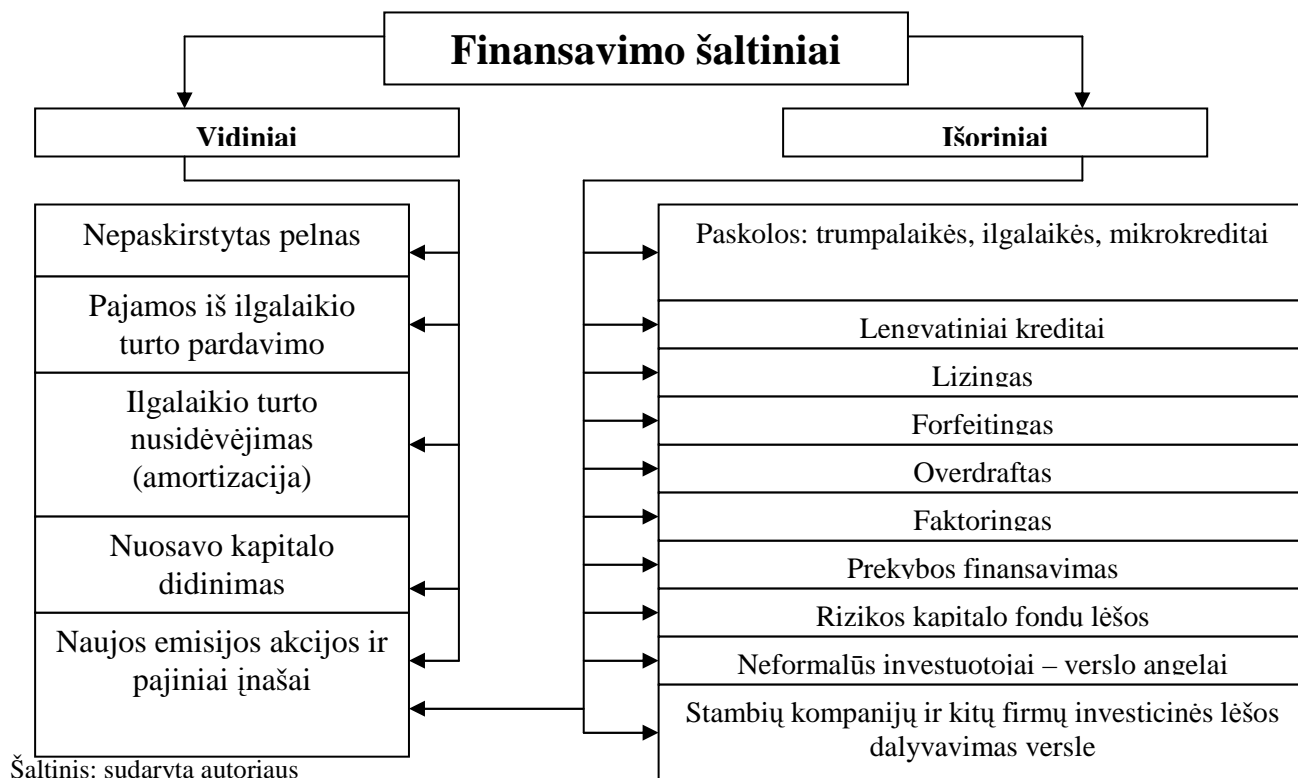 Finansavimo šaltiniai
Vidiniai
Išoriniai
Nepaskirstytas pelnas
Pajamos iš ilgalaikio
turto pardavimo
Ilgalaikio turto
nusidėvėjimas
(amortizacija)
Nuosavo kapitalo
didinimas
Naujos emisijos akcijos ir
pajiniai įnašai
Paskolos: trumpalaikės, ilgalaikės, mikrokreditai
Lengvatiniai kreditai
Lizingas
Forfeitingas
Overdraftas
Faktoringas
Prekybos finansavimas
Rizikos kapitalo fondu lėšos
Neformalūs investuotojai – verslo angelai
Stambių kompanijų ir kitų firmų investicinės lėšos
dalyvavimas versle
Šaltinis: sudaryta autoriaus